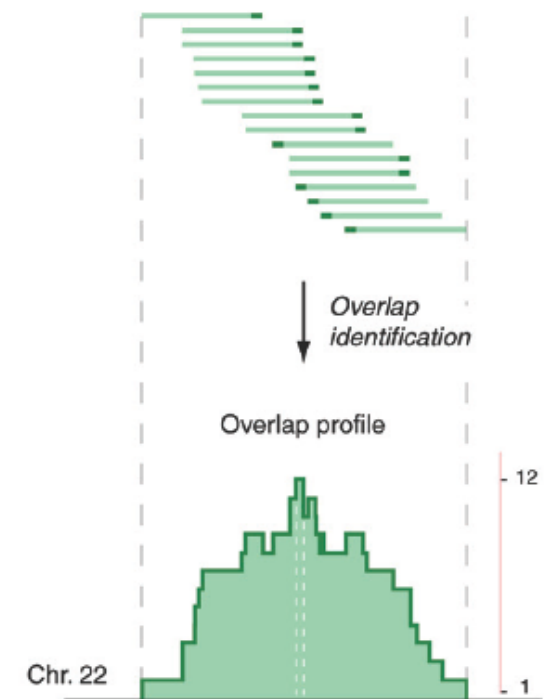 Overlap
identification
Overlap profile
12
Chr. 22
1